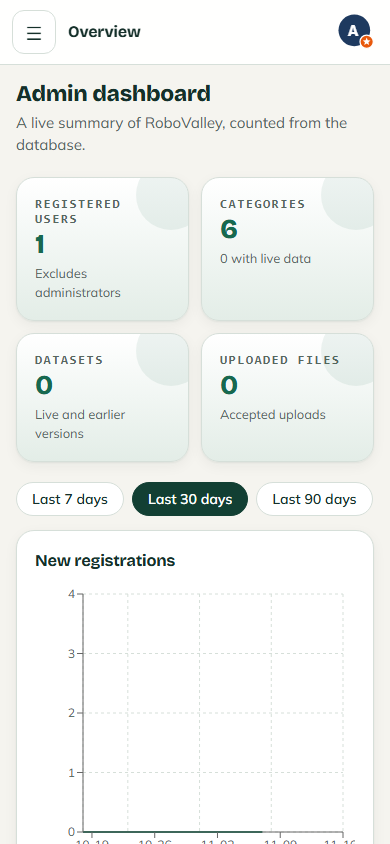 Overview
A
Admin dashboard
A live summary of RoboValley, counted from the
database.
REGISTERED
USERS
1
Excludes
administrators
CATEGORIES
6
0 with live data
DATASETS
0
Live and earlier
versions
UPLOADED FILES
0
Accepted uploads
Last 7 days
Last 30 days
Last 90 days
New registrations
4
3
2
1
0